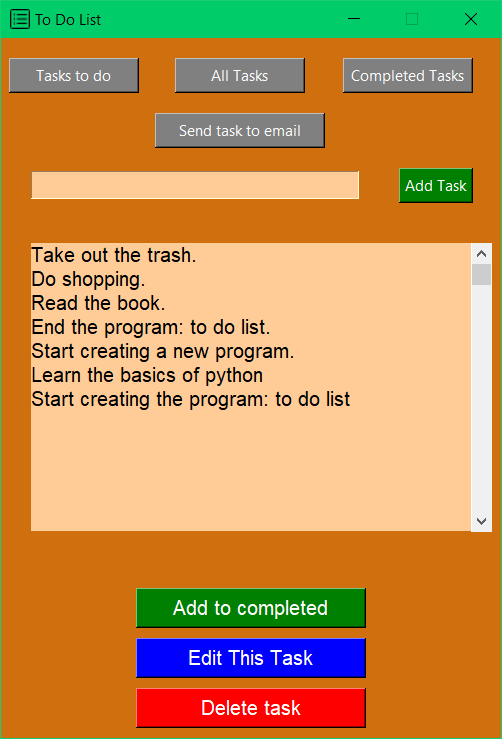 To Do List
Tasks to do
All Tasks
Completed Tasks
Send task to email
Add Task
Take out the trash.
Do shopping.
Read the book.
End the program: to do list.
Start creating a new program.
Learn the basics of python
Start creating the program: to do list
Add to completed
Edit This Task
Delete task